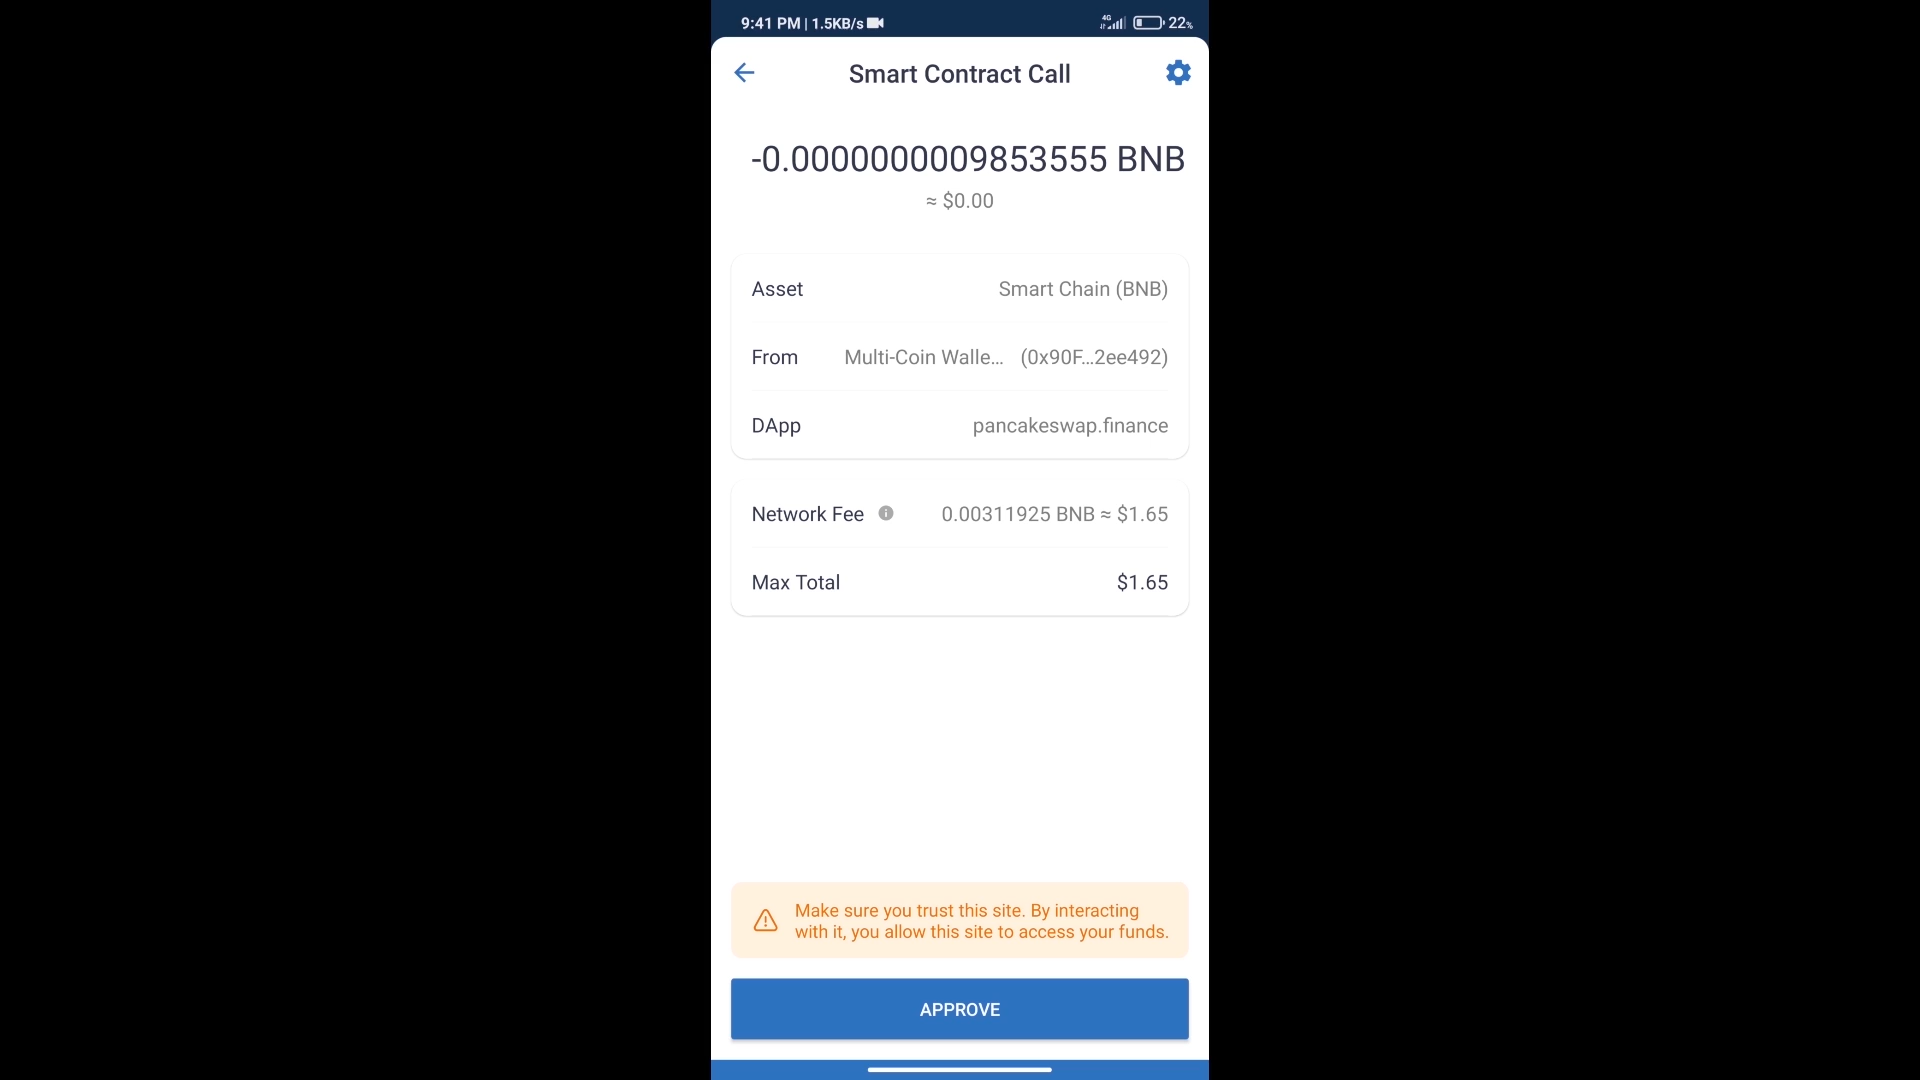 9:41 PM | 1.5KB/s
4G 22%
Smart Contract Call
-0.0000000009853555 BNB
≈ $0.00
Asset Smart Chain (BNB)
From Multi-Coin Walle... (0x90F...2ee492)
DApp pancakeswap.finance
Network Fee 0.00311925 BNB ≈ $1.65
Max Total $1.65
Make sure you trust this site. By interacting
with it, you allow this site to access your funds.
APPROVE